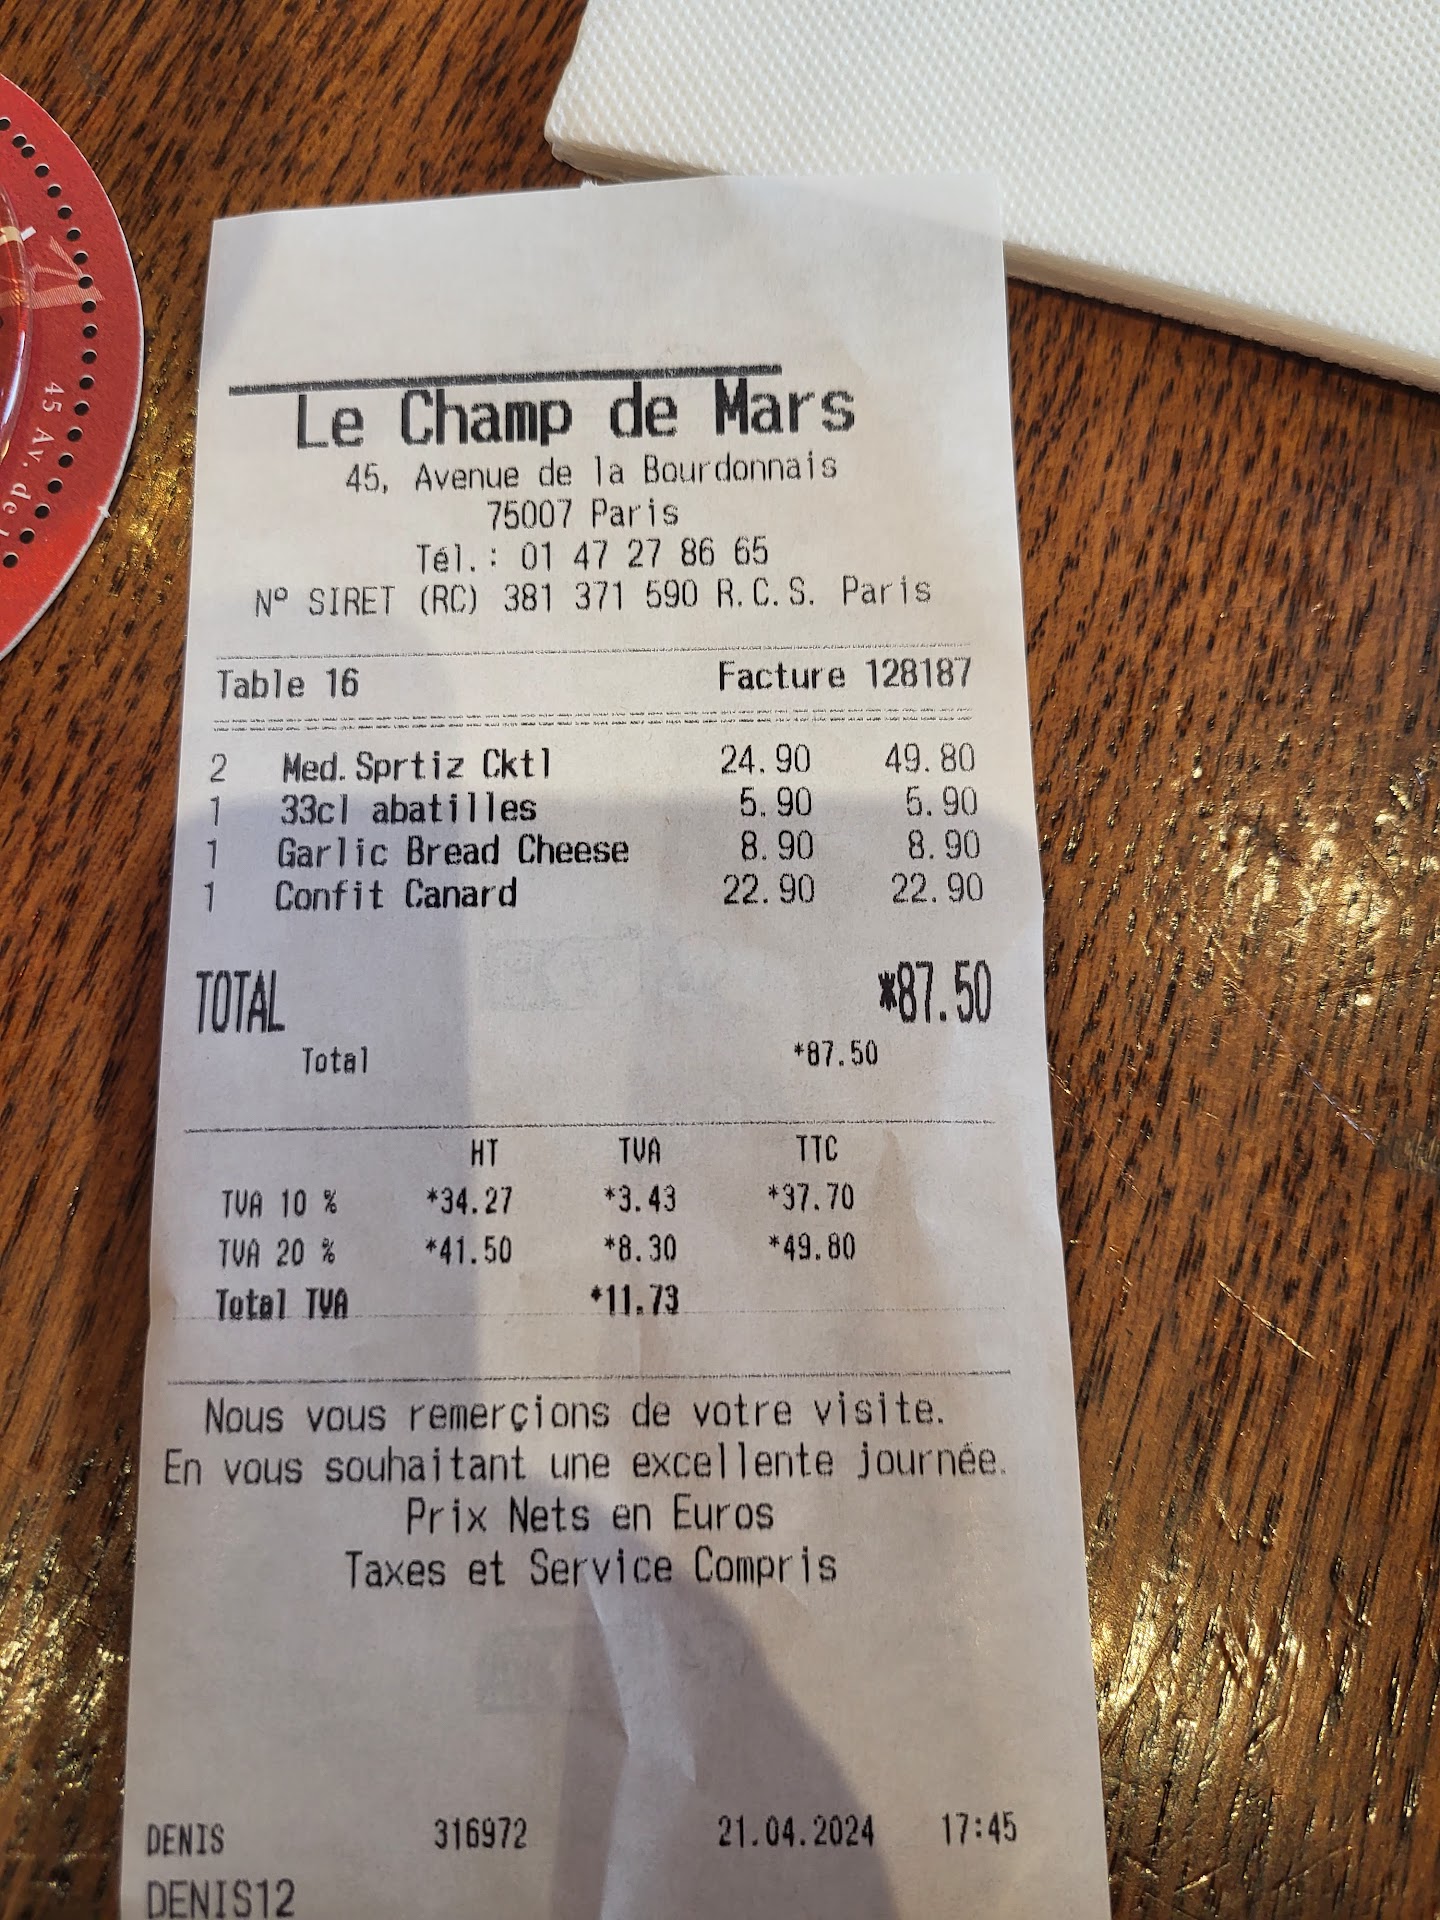 45 Av. de
Le Champ de Mars
45, Avenue de la Bourdonnais
75007 Paris
Tél.: 01 47 27 86 65
Nº SIRET (RC) 381 371 590 R.C.S. Paris
Table 16 Facture 128187
2 Med.Sprtiz Cktl 24.90 49.80
1 33cl abatilles 5.90 5.90
1 Garlic Bread Cheese 8.90 8.90
1 Confit Canard 22.90 22.90
TOTAL *87.50
Total *87.50
HT TVA TTC
TVA 10 % *34.27 *3.43 *37.70
TVA 20 % *41.50 *8.30 *49.80
Total TVA *11.73
Nous vous remerçions de votre visite.
En vous souhaitant une excellente journée.
Prix Nets en Euros
Taxes et Service Compris
DENIS 316972 21.04.2024 17:45
DENIS12